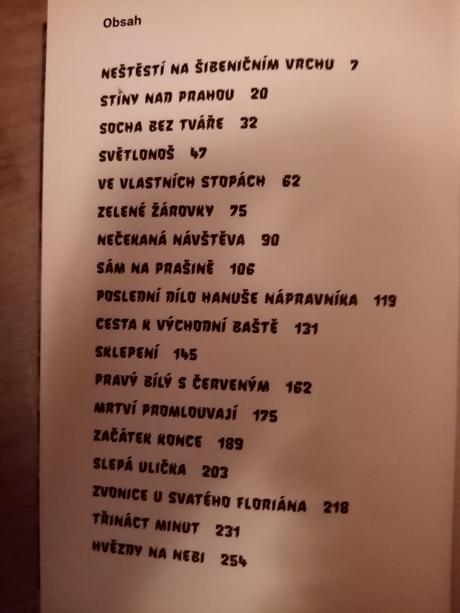 Obsah
NEŠTĚSTÍ NA ŠIBENIČNÍM VRCHU 7
STÍNY NAD PRAHOU 20
SOCHA BEZ TVÁŘE 32
SVĚTLONOŠ 47
VE VLASTNÍCH STOPÁCH 62
ZELENÉ ŽÁROVKY 75
NEČEKANÁ NÁVŠTĚVA 90
SÁM NA PRAŠINĚ 106
POSLEDNÍ DÍLO HANUŠE NÁPRAVNÍKA 119
CESTA K VÝCHODNÍ BAŠTĚ 131
SKLEPENÍ 145
PRAVÝ BÍLÝ S ČERVENÝM 162
MRTVÍ PROMLOUVAJÍ 175
ZAČÁTEK KONCE 189
SLEPÁ ULIČKA 203
ZVONICE U SVATÉHO FLORIÁNA 218
TŘINÁCT MINUT 231
HVĚZDY NA NEBI 254